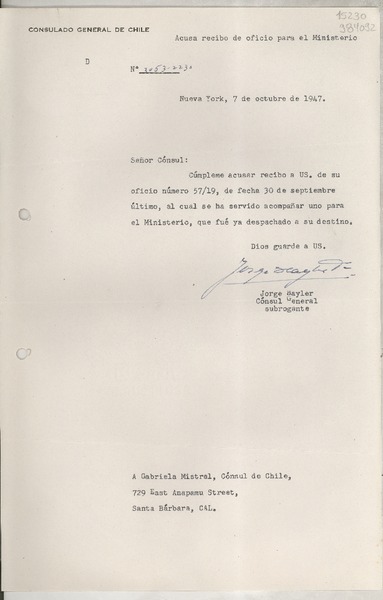 15230
984092
CONSULADO GENERAL DE CHILE
Acusa recibo de oficio para el Ministerio
D
Nº 2053-2230
Nueva York, 7 de octubre de 1947.
Señor Cónsul:
Cúmpleme acusar recibo a US. de su
oficio número 57/19, de fecha 30 de septiembre
último, al cual se ha servido acompañar uno para
el Ministerio, que fué ya despachado a su destino.
Dios guarde a US.
Jorge Sayler
Cónsul General
subrogante
A Gabriela Mistral, Cónsul de Chile,
729 East Anapamu Street,
Santa Bárbara, CAL.